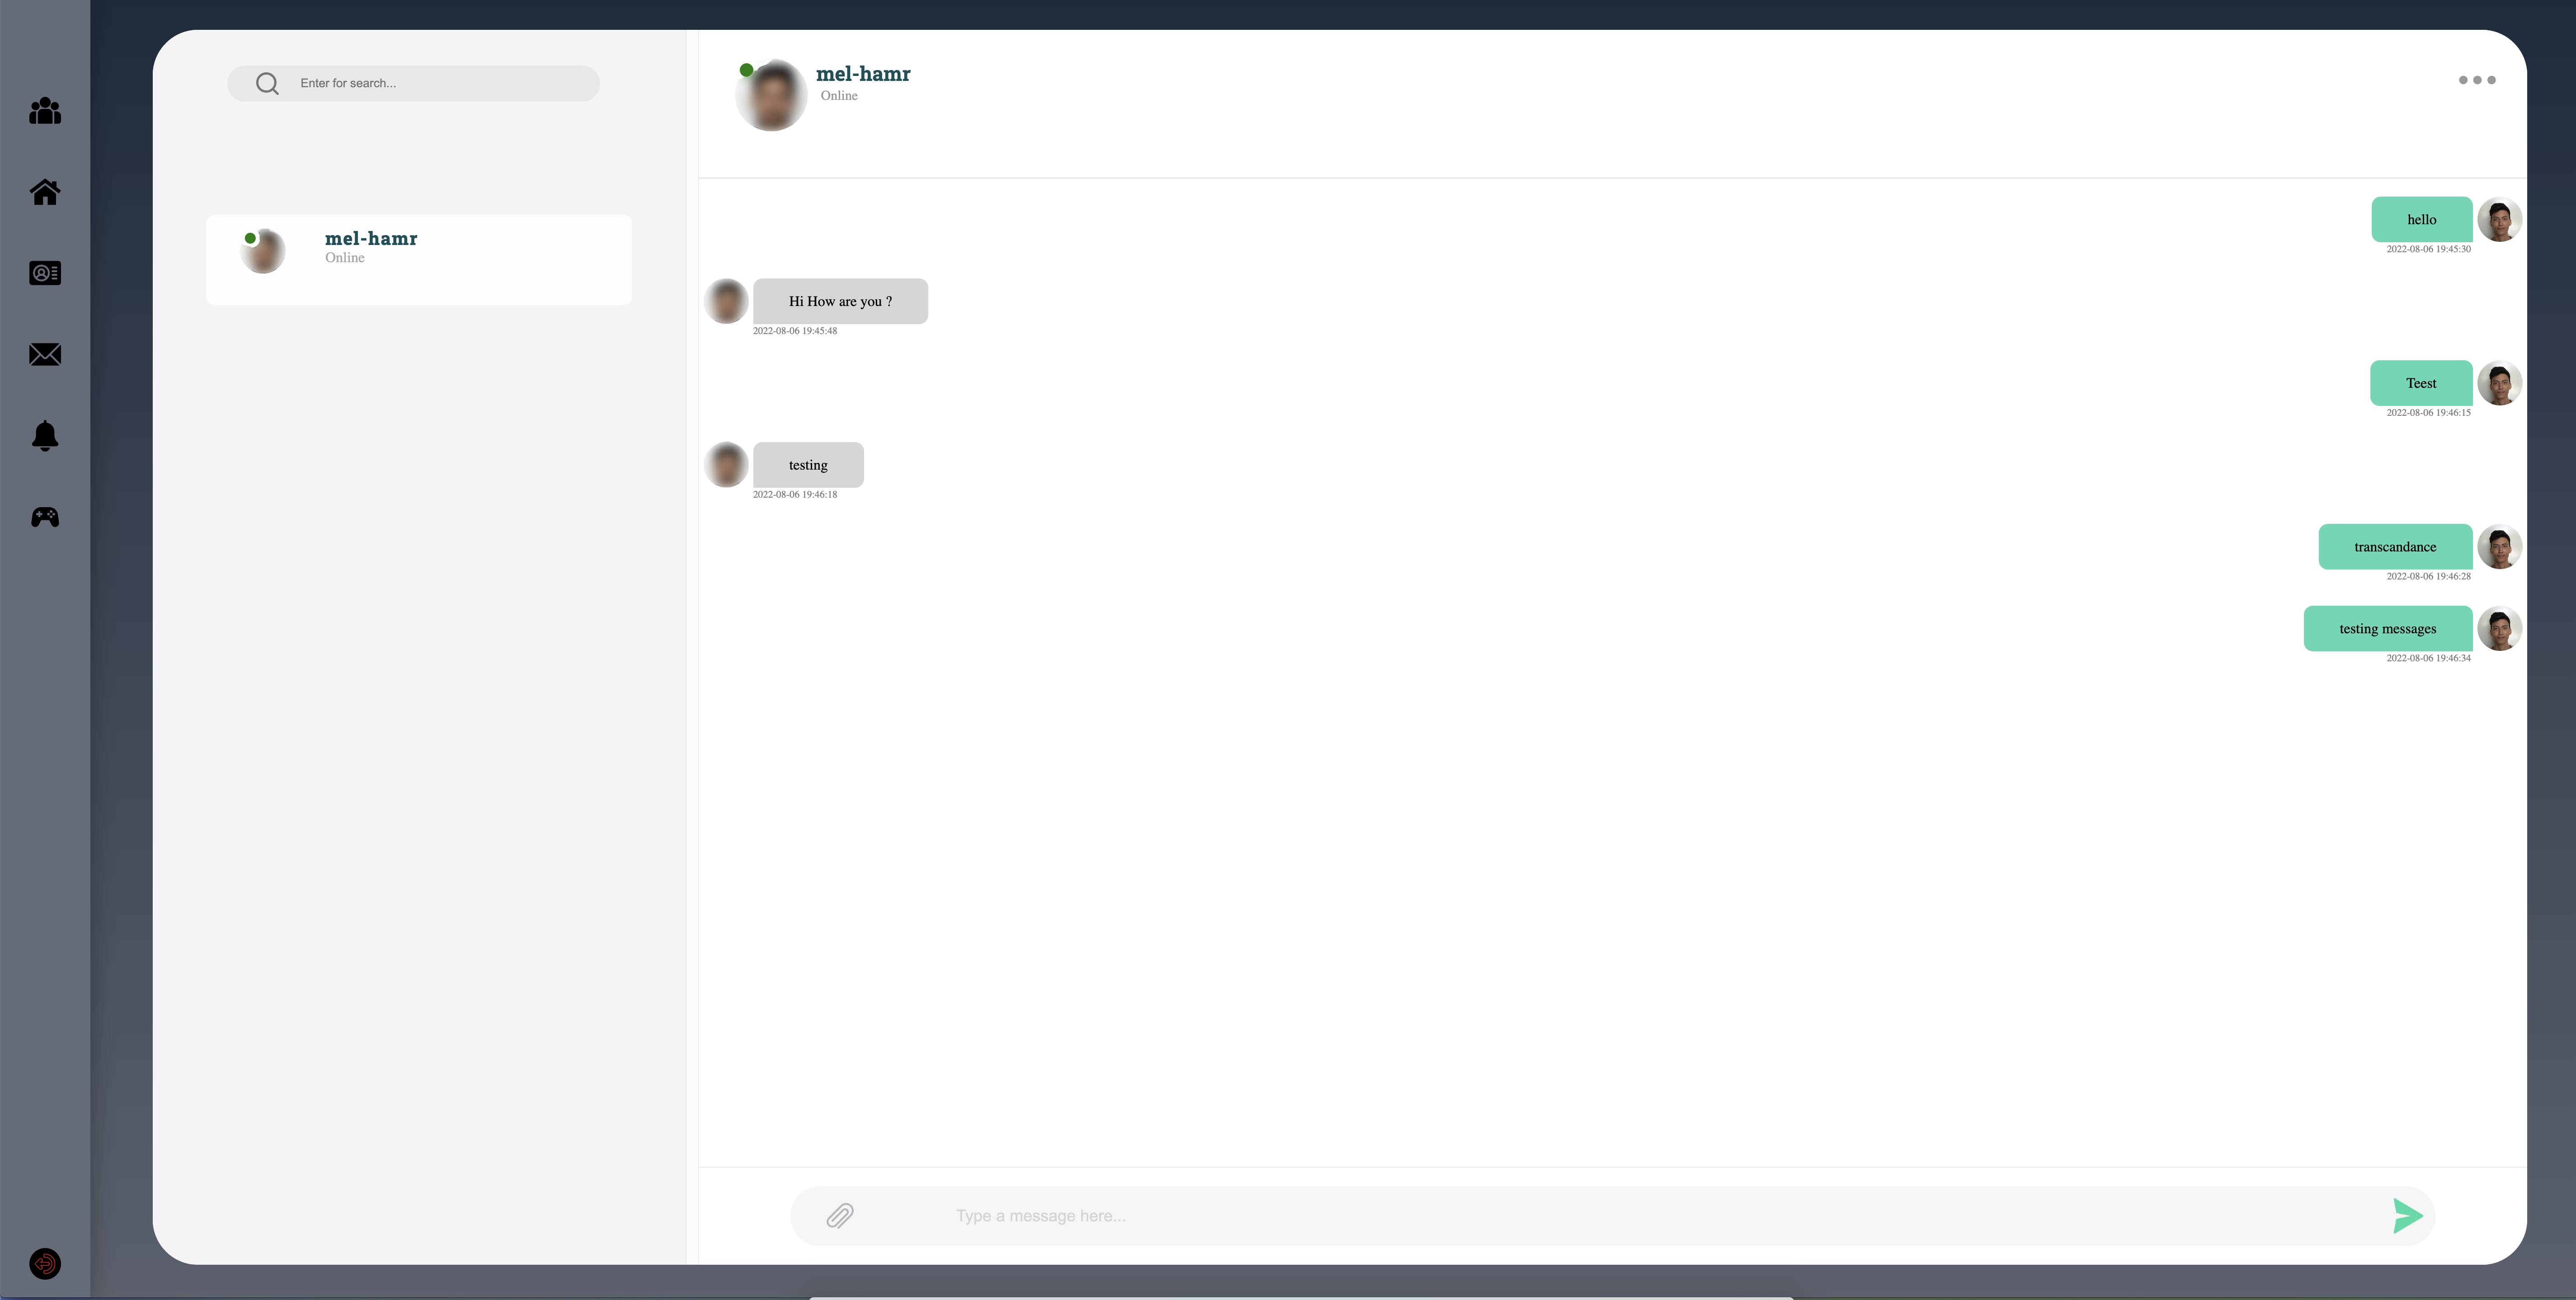 Enter for search...
mel-hamr
Online
mel-hamr
Online
hello
2022-08-06 19:45:30
Hi How are you ?
2022-08-06 19:45:48
Teest
2022-08-06 19:46:15
testing
2022-08-06 19:46:18
transcandance
2022-08-06 19:46:28
testing messages
2022-08-06 19:46:34
Type a message here...